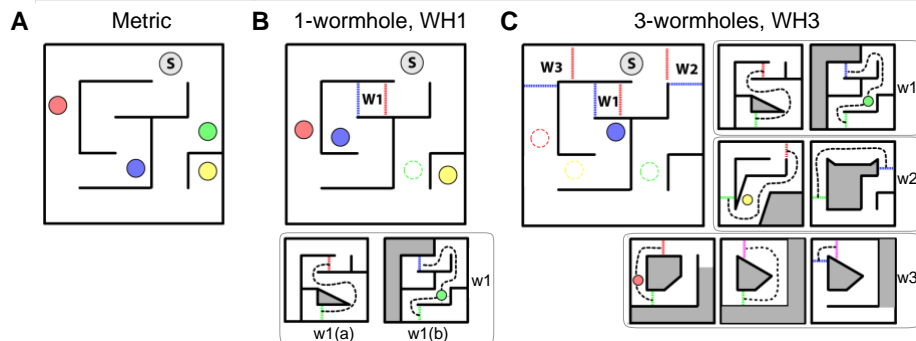 A Metric
B 1-wormhole, WH1
C 3-wormholes, WH3
S
S
W1
W3
S
W2
W1
w1
w2
w1
w1(a) w1(b)
w3